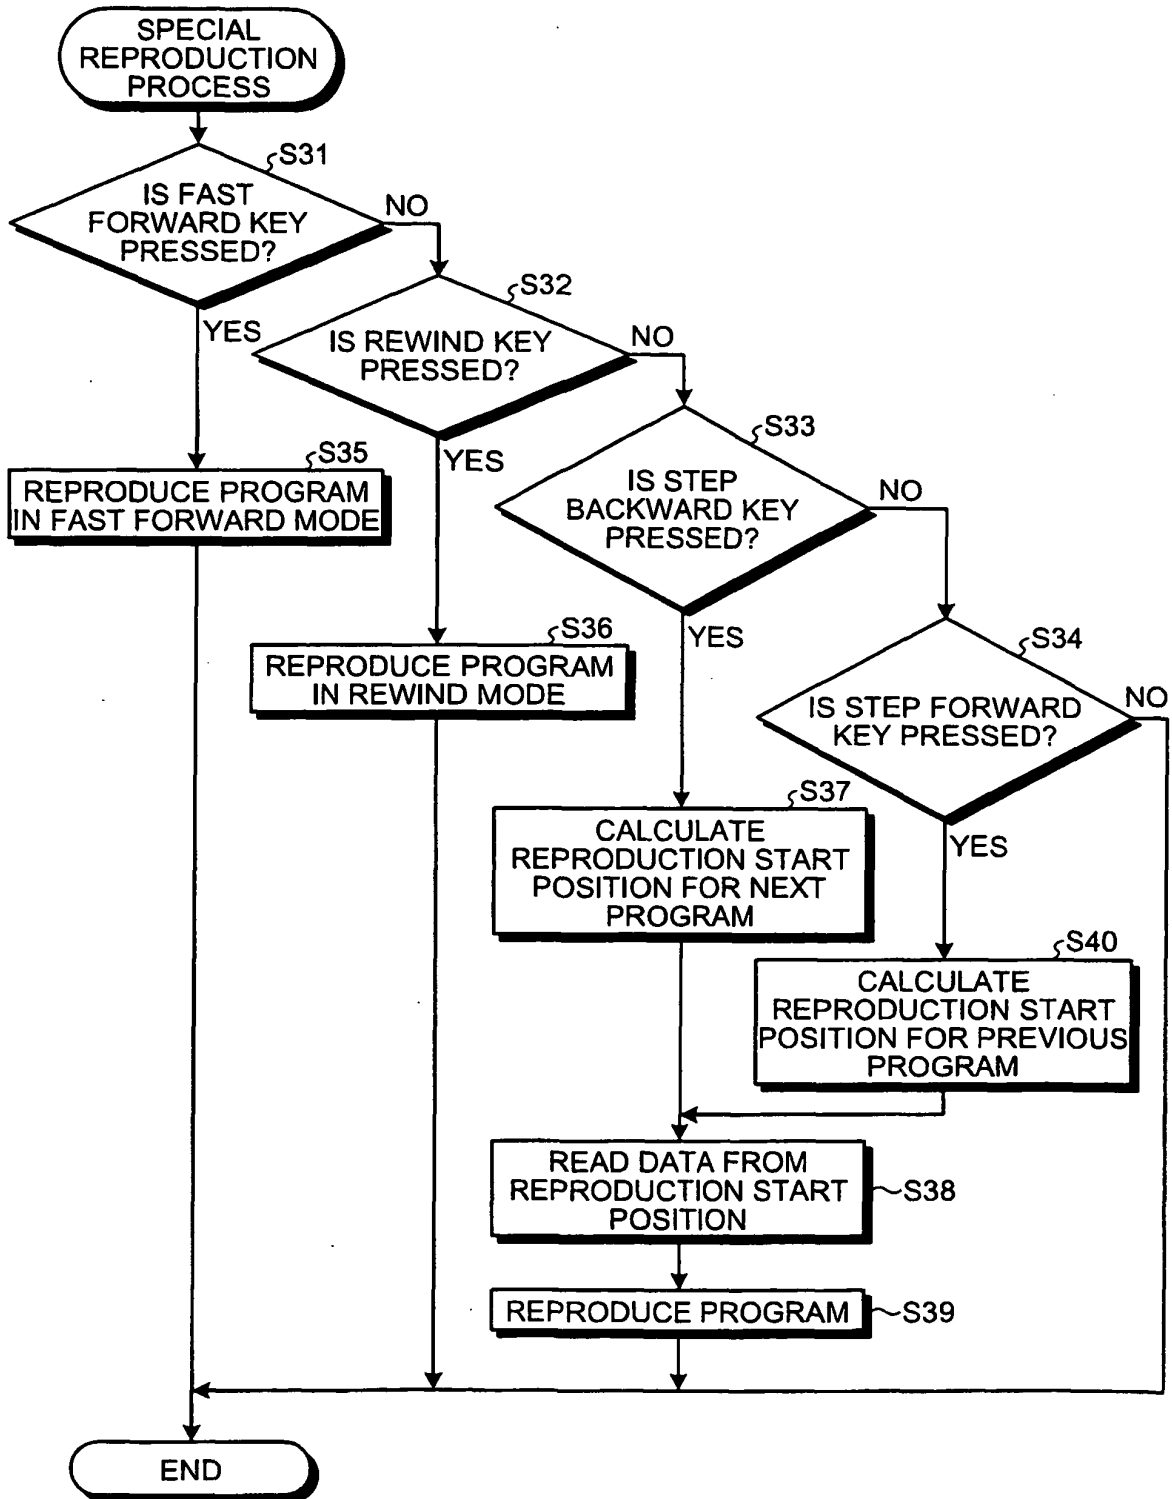 SPECIAL
REPRODUCTION
PROCESS
S31
IS FAST
FORWARD KEY
PRESSED?
NO
YES
S32
IS REWIND KEY
PRESSED?
NO
YES
S33
IS STEP
BACKWARD KEY
PRESSED?
NO
YES
S34
IS STEP FORWARD
KEY PRESSED?
NO
YES
S35
REPRODUCE PROGRAM
IN FAST FORWARD MODE
S36
REPRODUCE PROGRAM
IN REWIND MODE
S37
CALCULATE
REPRODUCTION START
POSITION FOR NEXT
PROGRAM
S40
CALCULATE
REPRODUCTION START
POSITION FOR PREVIOUS
PROGRAM
READ DATA FROM
REPRODUCTION START
POSITION
S38
REPRODUCE PROGRAM
S39
END